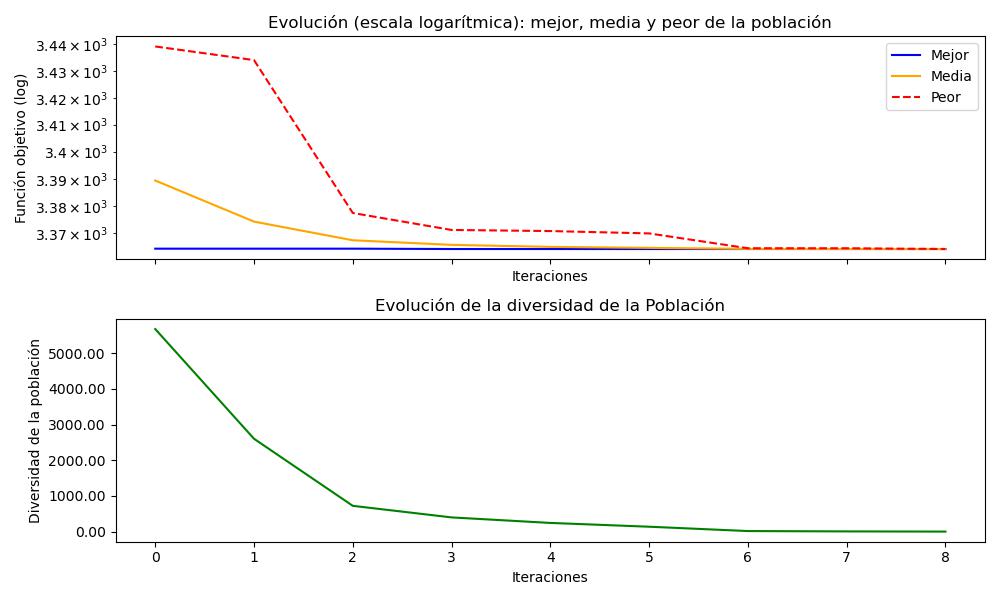 Evolución (escala logarítmica): mejor, media y peor de la población
Función objetivo (log)
3.44 × 10³
3.43 × 10³
3.42 × 10³
3.41 × 10³
3.4 × 10³
3.39 × 10³
3.38 × 10³
3.37 × 10³
Mejor
Media
Peor
Iteraciones
Evolución de la diversidad de la Población
Diversidad de la población
5000.00
4000.00
3000.00
2000.00
1000.00
0.00
0 1 2 3 4 5 6 7 8
Iteraciones